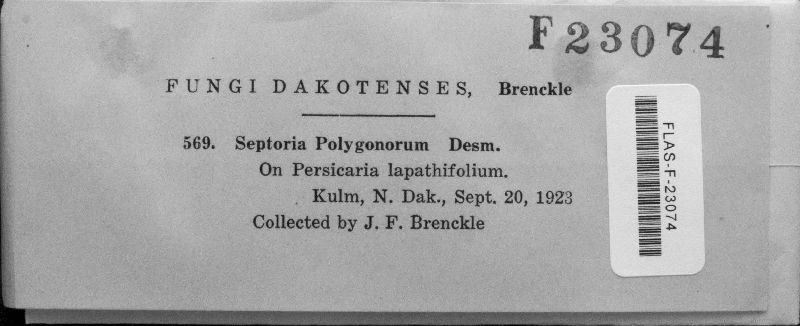 F23074
FUNGI DAKOTENSES, Brenckle
569. Septoria Polygonorum Desm.
On Persicaria lapathifolium.
Kulm, N. Dak., Sept. 20, 1923
Collected by J. F. Brenckle
FLAS-F-23074